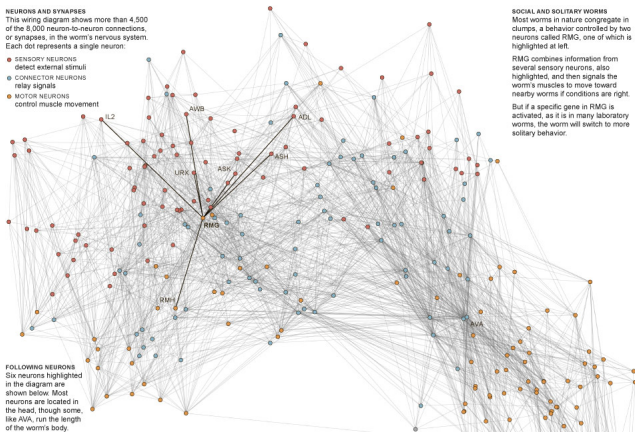 NEURONS AND SYNAPSES
This wiring diagram shows more than 4,500
of the 8,000 neuron-to-neuron connections,
or synapses, in the worm's nervous system.
Each dot represents a single neuron:
SENSORY NEURONS
detect external stimuli
CONNECTOR NEURONS
relay signals
MOTOR NEURONS
control muscle movement
SOCIAL AND SOLITARY WORMS
Most worms in nature congregate in
clumps, a behavior controlled by two
neurons called RMG, one of which is
highlighted at left.
RMG combines information from
several sensory neurons, also
highlighted, and then signals the
worm's muscles to move toward
nearby worms if conditions are right.
But if a specific gene in RMG is
activated, as it is in many laboratory
worms, the worm will switch to more
solitary behavior.
IL2
AWB
ADL
ASH
ASK
URX
RMG
RMH
AVA
FOLLOWING NEURONS
Six neurons highlighted
in the diagram are
shown below. Most
neurons are located in
the head, though some,
like AVA, run the length
of the worm's body.